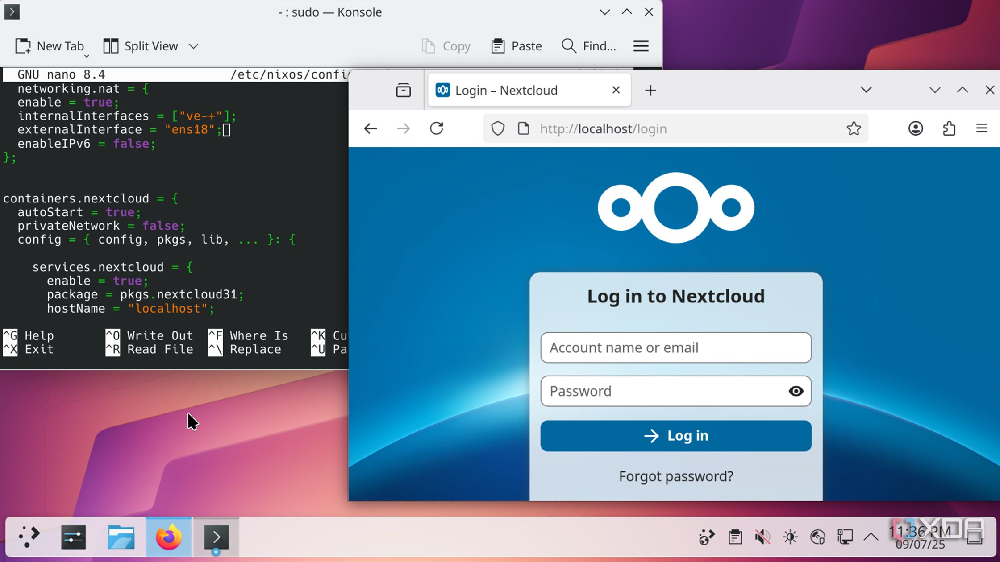 - : sudo — Konsole
New Tab
Split View
Copy
Paste
Find...
GNU nano 8.4
/etc/nixos/confi
networking.nat = {
enable = true;
internalInterfaces = ["ve-+"];
externalInterface = "ens18";
enableIPv6 = false;
};
containers.nextcloud = {
autoStart = true;
privateNetwork = false;
config = { config, pkgs, lib, ... }: {
services.nextcloud = {
enable = true;
package = pkgs.nextcloud31;
hostName = "localhost";
^G Help ^O Write Out ^F Where Is ^K Cu
^X Exit ^R Read File ^\ Replace ^U Pa
Login – Nextcloud
http://localhost/login
Log in to Nextcloud
Account name or email
Password
Log in
Forgot password?
11:36 PM
09/07/25
XDA